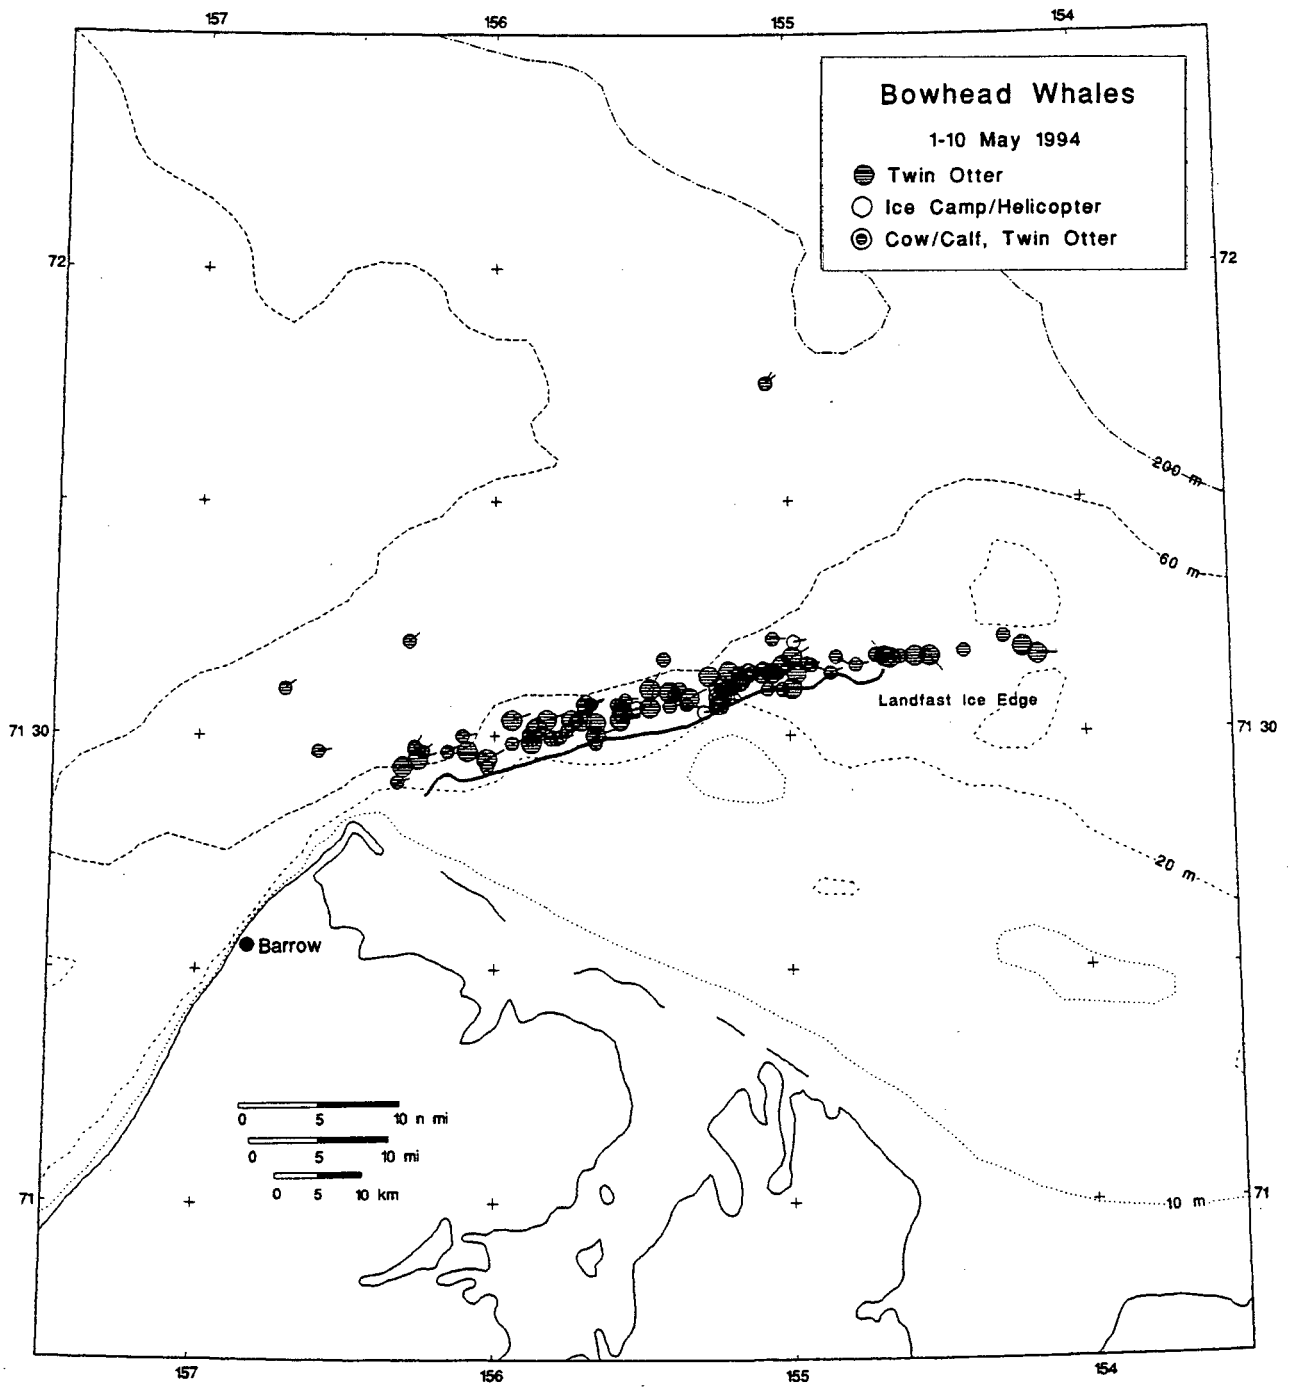 157 156 155 154
Bowhead Whales
1-10 May 1994
Twin Otter
Ice Camp/Helicopter
Cow/Calf, Twin Otter
72 72
200 m
60 m
Landfast Ice Edge
71 30 71 30
20 m
Barrow
0 5 10 n mi
0 5 10 mi
0 5 10 km
71 71
10 m
157 156 155 154